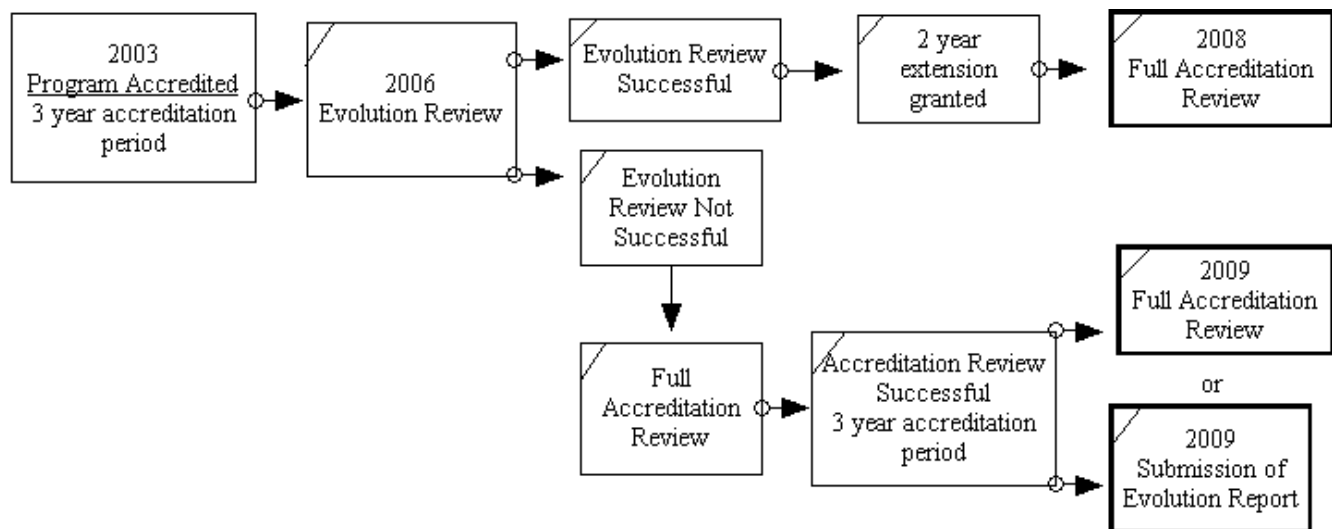 2003
Program Accredited
3 year accreditation
period
2006
Evolution Review
Evolution Review
Successful
2 year
extension
granted
2008
Full Accreditation
Review
Evolution
Review Not
Successful
Full
Accreditation
Review
Accreditation Review
Successful
3 year accreditation
period
2009
Full Accreditation
Review
or
2009
Submission of
Evolution Report